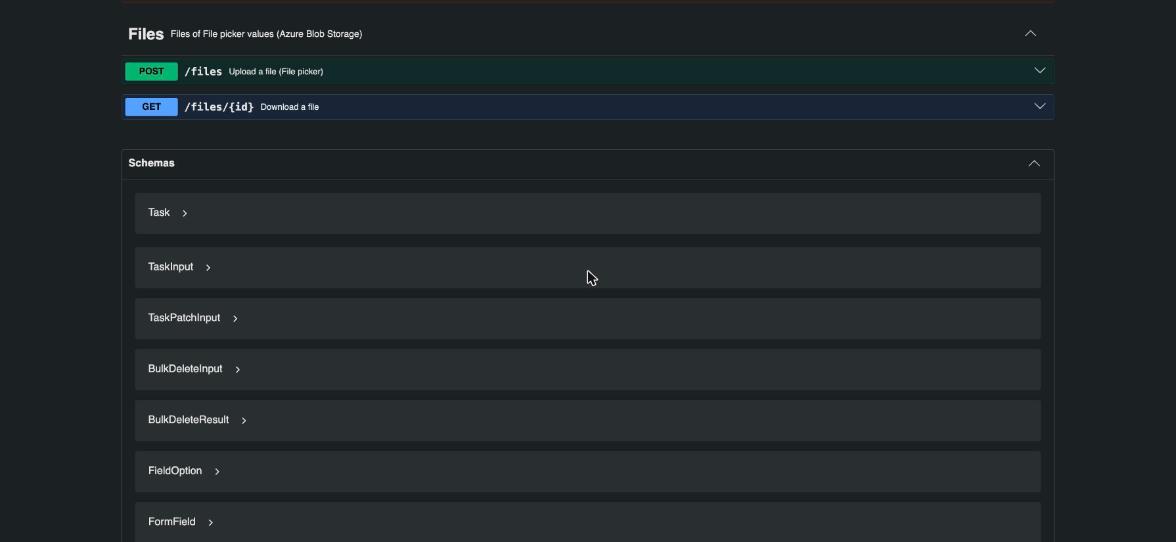 Files Files of File picker values (Azure Blob Storage)
POST /files Upload a file (File picker)
GET /files/{id} Download a file
Schemas
Task
TaskInput
TaskPatchInput
BulkDeleteInput
BulkDeleteResult
FieldOption
FormField